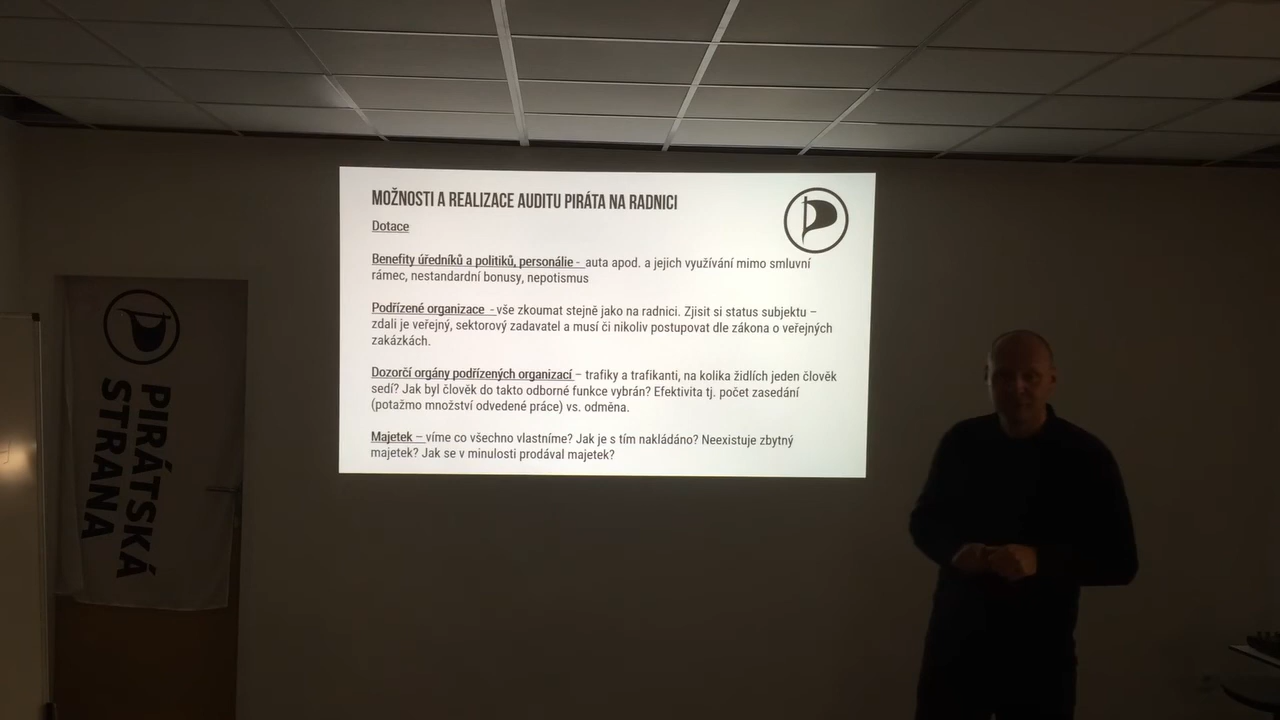 MOŽNOSTI A REALIZACE AUDITU PIRÁTA NA RADNICI
Dotace
Benefity úředníků a politiků, personálie - auta apod. a jejich využívání mimo smluvní
rámec, nestandardní bonusy, nepotismus
Podřízené organizace - vše zkoumat stejně jako na radnici. Zjisit si status subjektu –
zdali je veřejný, sektorový zadavatel a musí či nikoliv postupovat dle zákona o veřejných
zakázkách.
Dozorčí orgány podřízených organizací – trafiky a trafikanti, na kolika židlích jeden člověk
sedí? Jak byl člověk do takto odborné funkce vybrán? Efektivita tj. počet zasedání
(potažmo množství odvedené práce) vs. odměna.
Majetek – víme co všechno vlastníme? Jak je s tím nakládáno? Neexistuje zbytný
majetek? Jak se v minulosti prodával majetek?
PIRÁTSKÁ
STRANA